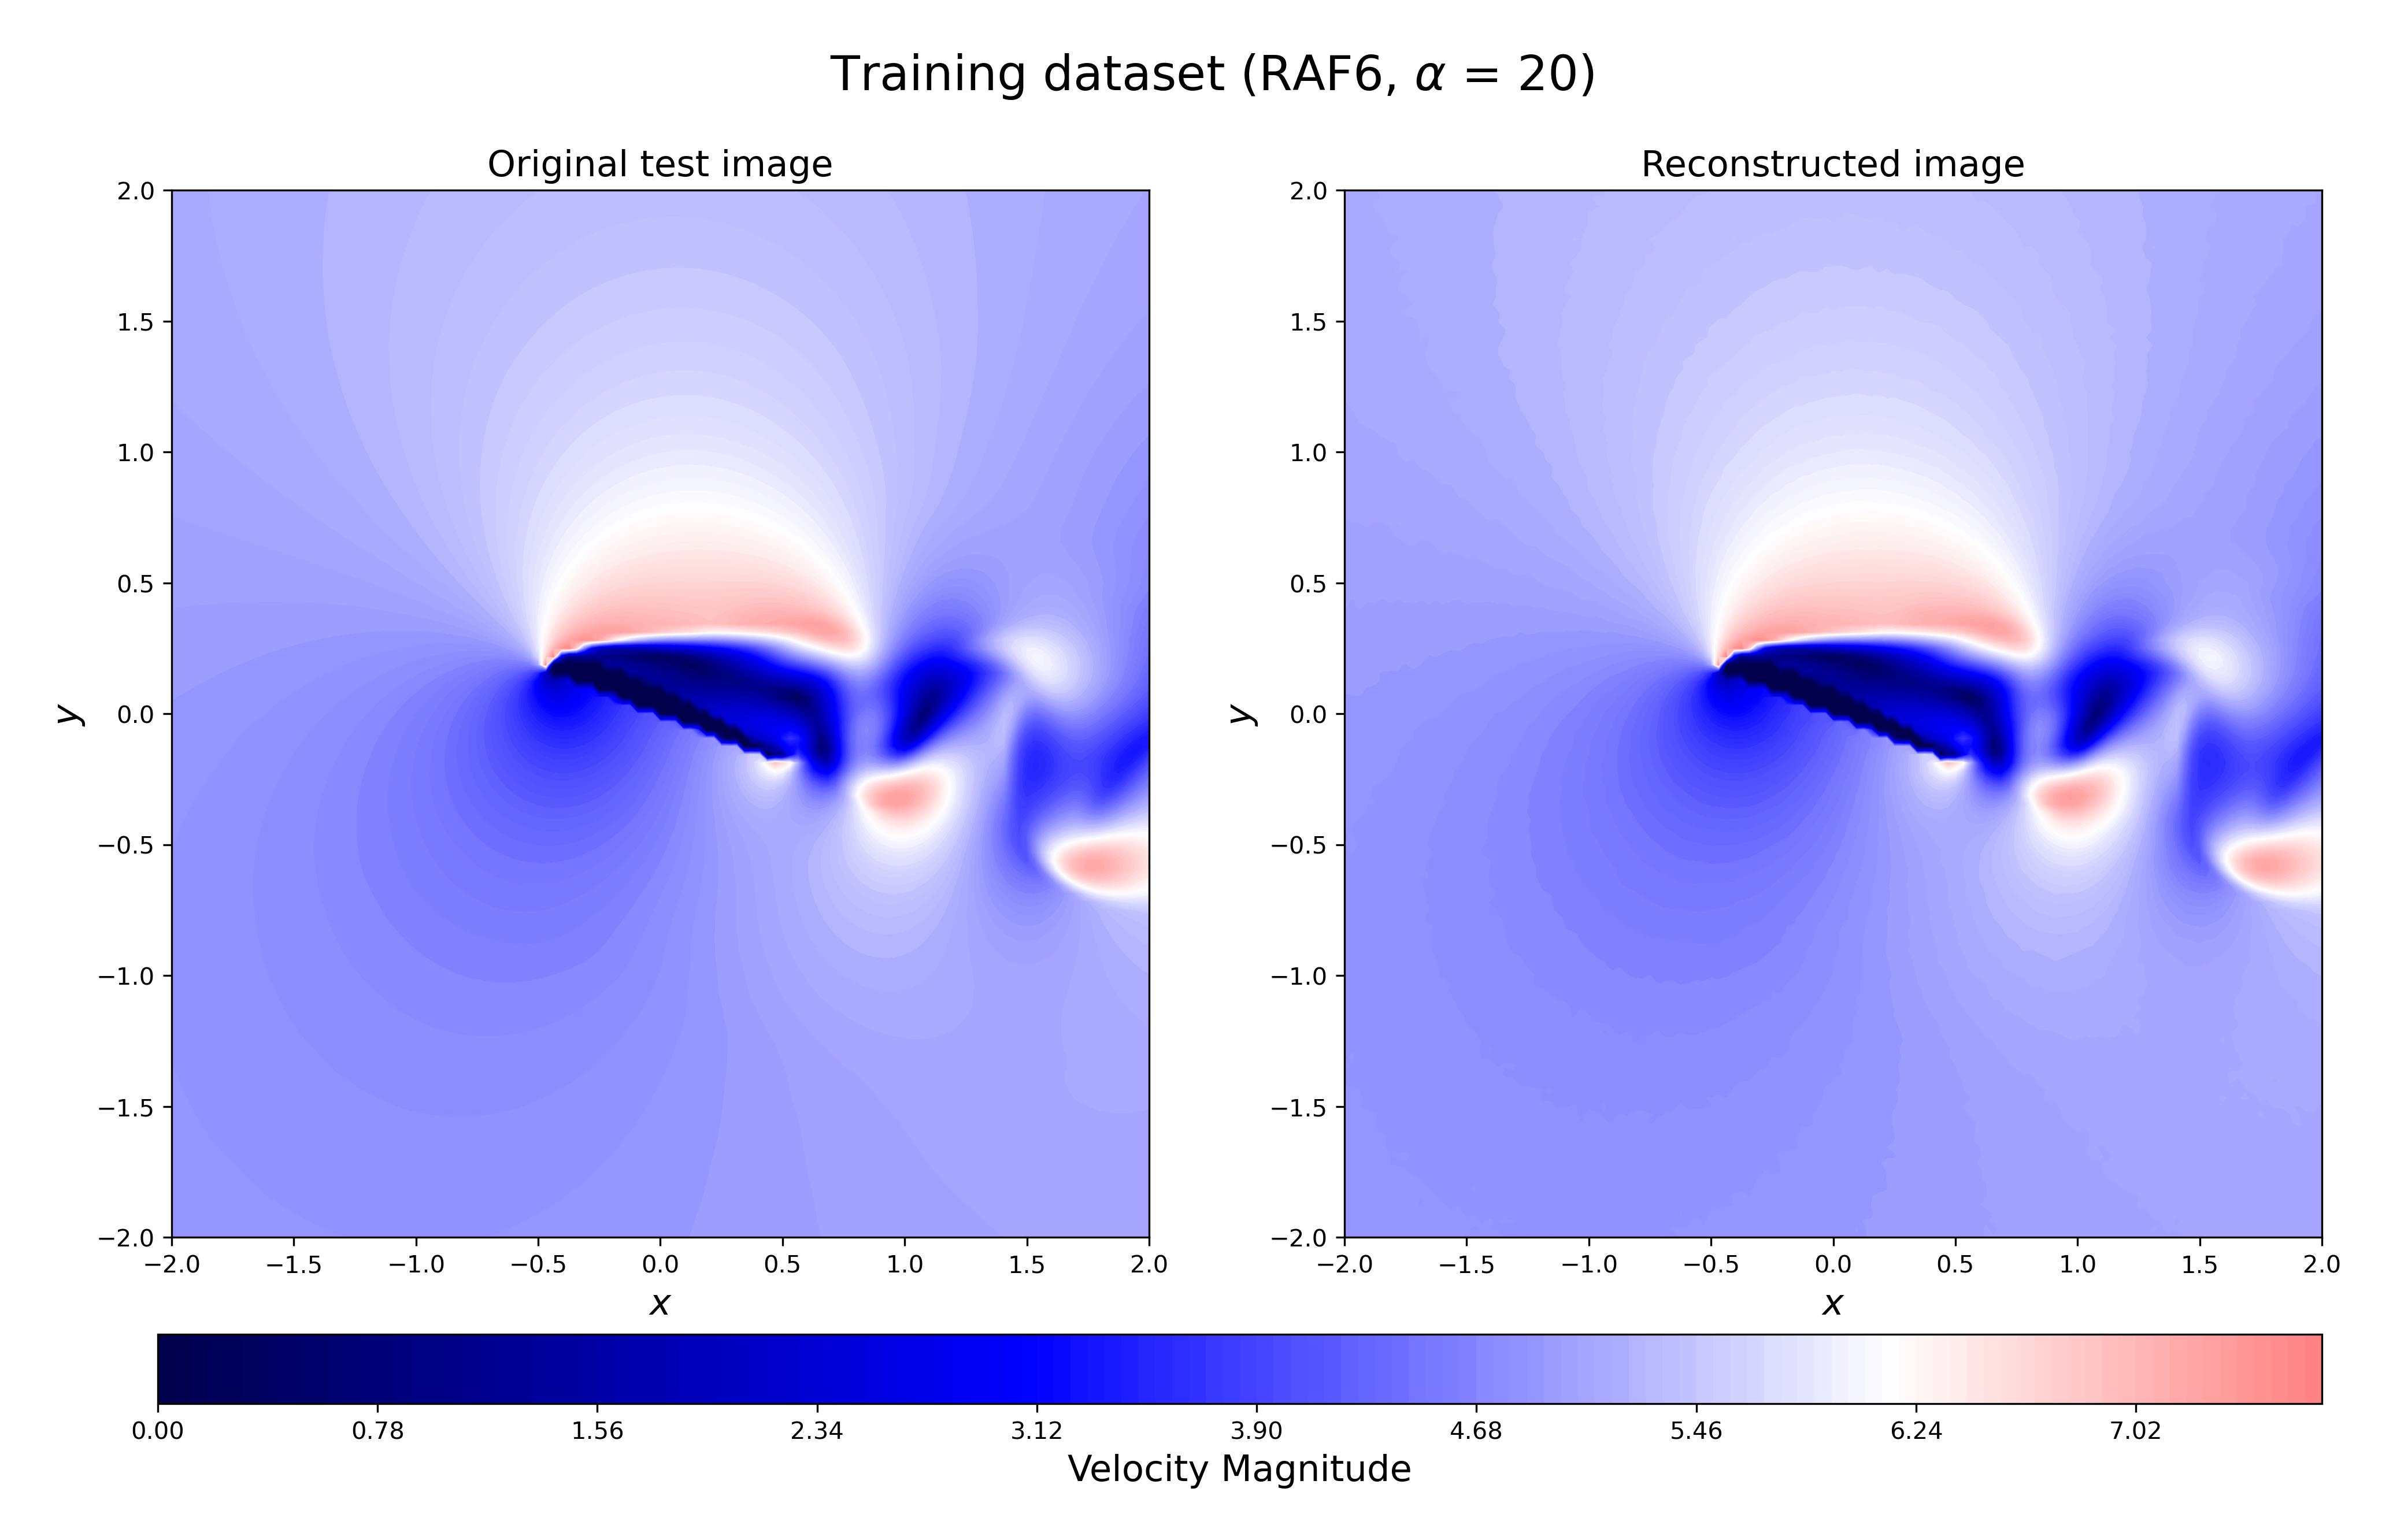 Training dataset (RAF6, α = 20)
Original test image
Reconstructed image
2.0
1.5
1.0
0.5
0.0
−0.5
−1.0
−1.5
−2.0
y
−2.0 −1.5 −1.0 −0.5 0.0 0.5 1.0 1.5 2.0
x
2.0
1.5
1.0
0.5
0.0
−0.5
−1.0
−1.5
−2.0
y
−2.0 −1.5 −1.0 −0.5 0.0 0.5 1.0 1.5 2.0
x
0.00 0.78 1.56 2.34 3.12 3.90 4.68 5.46 6.24 7.02
Velocity Magnitude